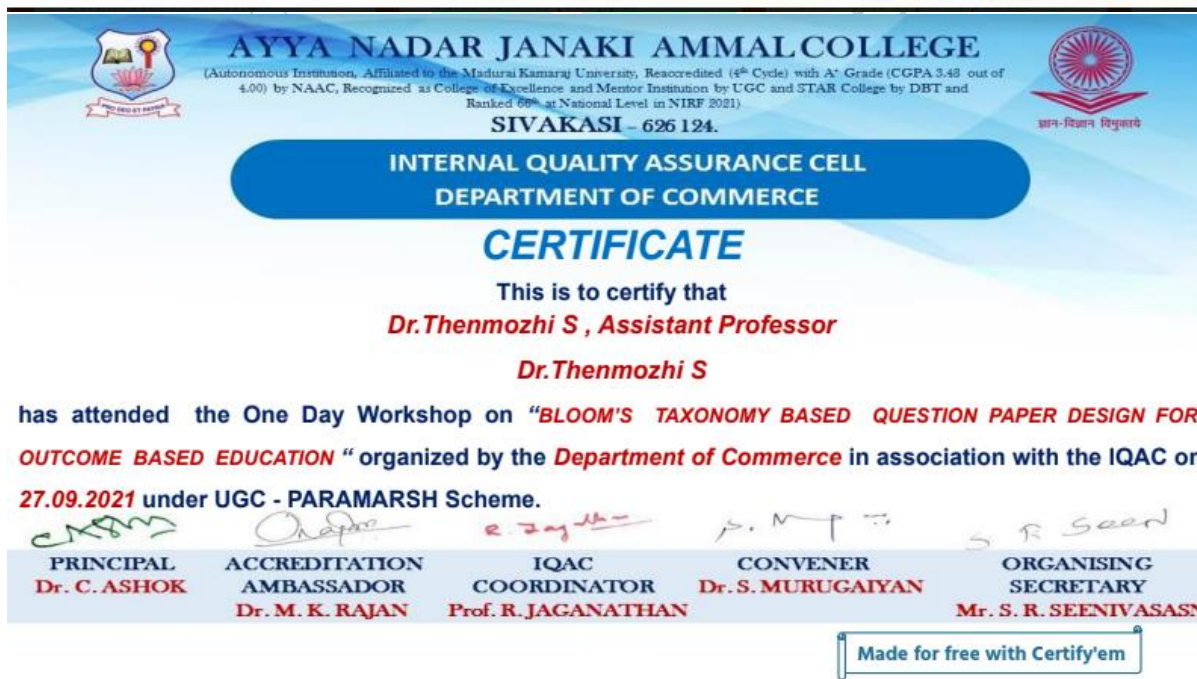 AYYA NADAR JANAKI AMMAL COLLEGE
(Autonomous Institution, Affiliated to the Madurai Kamaraj University, Reaccredited (4th Cycle) with A+ Grade (CGPA 3.48 out of
4.00) by NAAC, Recognized as College of Excellence and Mentor Institution by UGC and STAR College by DBT and
Ranked 66th at National Level in NIRF 2021)
SIVAKASI – 626 124.
PRO DEO ET PATRIA
ज्ञान-विज्ञान विमुक्तये
INTERNAL QUALITY ASSURANCE CELL
DEPARTMENT OF COMMERCE
CERTIFICATE
This is to certify that
Dr.Thenmozhi S , Assistant Professor
Dr.Thenmozhi S
has attended the One Day Workshop on “BLOOM'S TAXONOMY BASED QUESTION PAPER DESIGN FOR
OUTCOME BASED EDUCATION “ organized by the Department of Commerce in association with the IQAC on
27.09.2021 under UGC - PARAMARSH Scheme.
PRINCIPAL
Dr. C. ASHOK
ACCREDITATION
AMBASSADOR
Dr. M. K. RAJAN
IQAC
COORDINATOR
Prof. R. JAGANATHAN
CONVENER
Dr. S. MURUGAIYAN
ORGANISING
SECRETARY
Mr. S. R. SEENIVASASN
Made for free with Certify'em